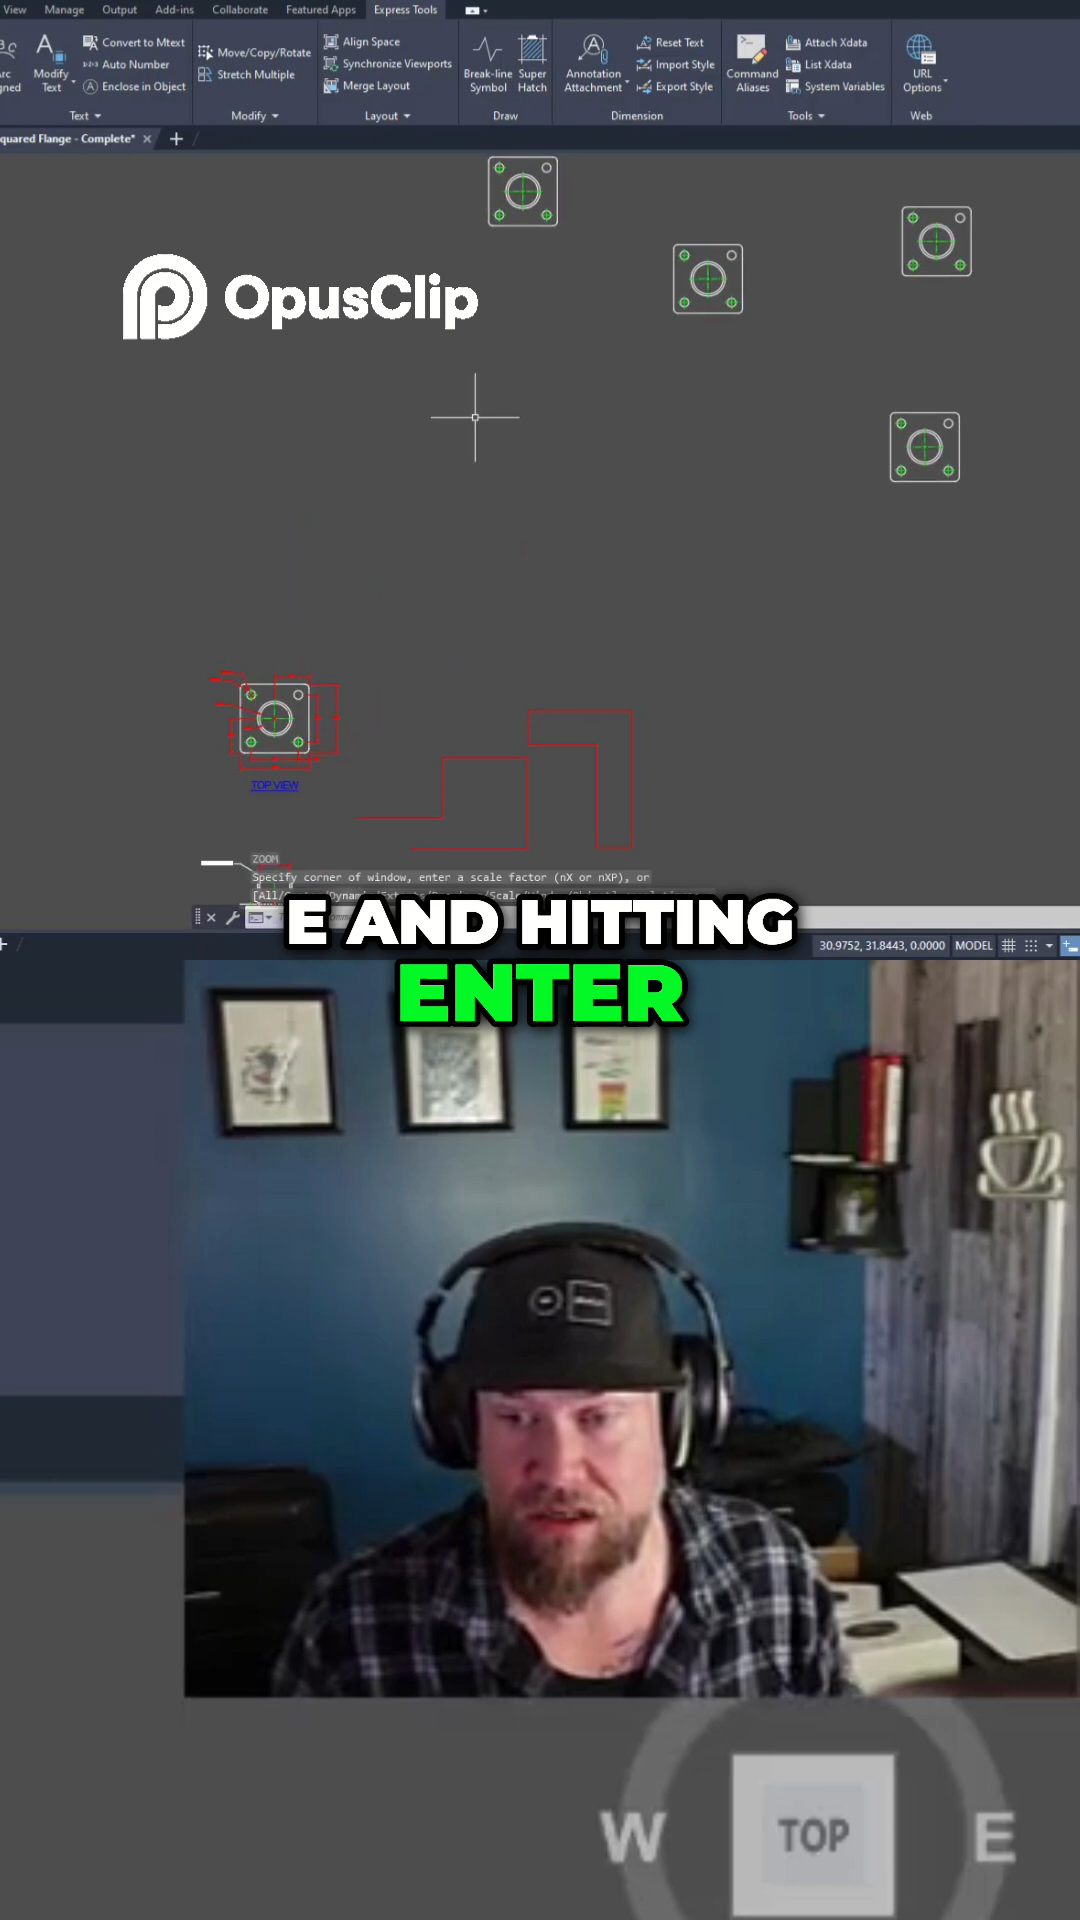 View Manage Output Add-ins Collaborate Featured Apps Express Tools
Modify Text
Convert to Mtext
Auto Number
Enclose in Object
Text
Move/Copy/Rotate
Stretch Multiple
Modify
Align Space
Synchronize Viewports
Merge Layout
Layout
Break-line Symbol
Super Hatch
Draw
Annotation Attachment
Reset Text
Import Style
Export Style
Dimension
Command Aliases
Attach Xdata
List Xdata
System Variables
Tools
URL Options
Web
quared Flange - Complete*
OpusClip
TOP VIEW
ZOOM
Specify corner of window, enter a scale factor (nX or nXP), or
E AND HITTING
ENTER
30.9752, 31.8443, 0.0000 MODEL
W TOP E